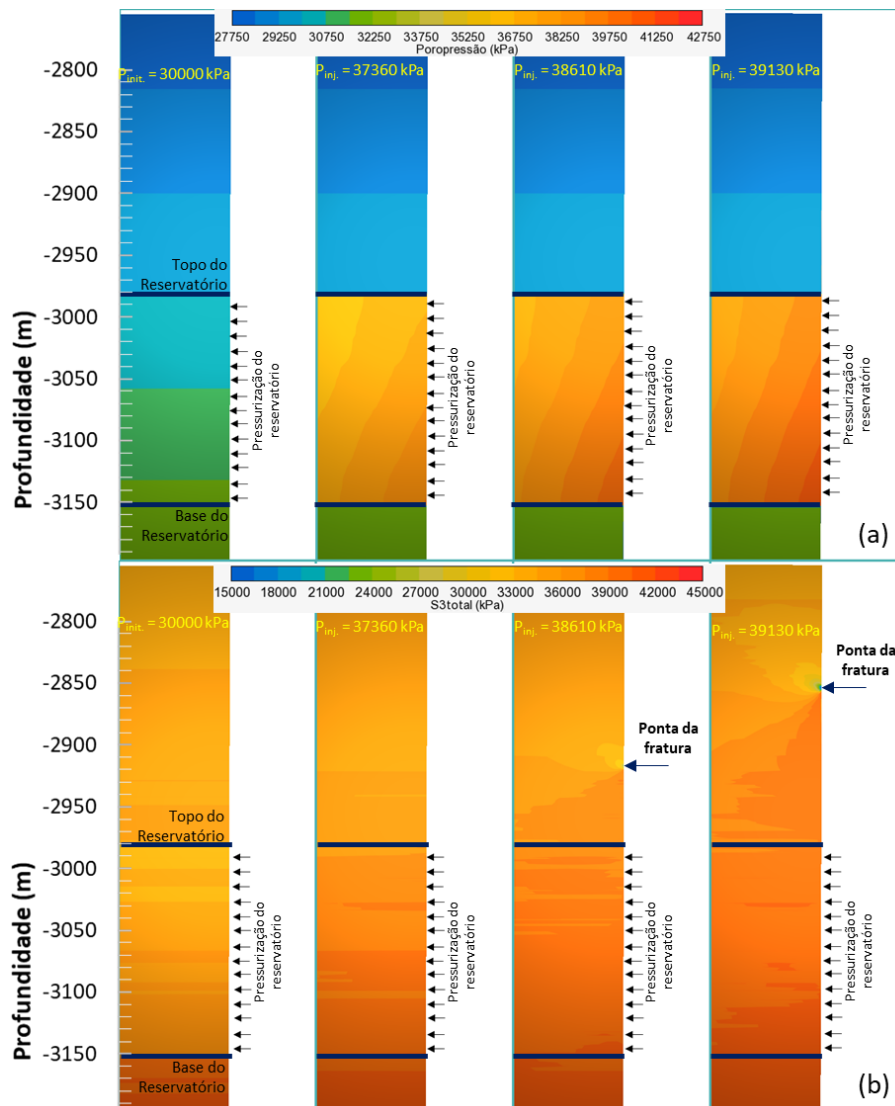 27750 29250 30750 32250 33750 35250 36750 38250 39750 41250 42750
Poropressão (kPa)
Pinit. = 30000 kPa
Pinj. = 37360 kPa
Pinj. = 38610 kPa
Pinj. = 39130 kPa
Profundidade (m)
-2800
-2850
-2900
-2950
-3000
-3050
-3100
-3150
Topo do
Reservatório
Base do
Reservatório
Pressurização do
reservatório
Pressurização do
reservatório
Pressurização do
reservatório
Pressurização do
reservatório
(a)
15000 18000 21000 24000 27000 30000 33000 36000 39000 42000 45000
S3total (kPa)
Pinit. = 30000 kPa
Pinj. = 37360 kPa
Pinj. = 38610 kPa
Pinj. = 39130 kPa
Profundidade (m)
-2800
-2850
-2900
-2950
-3000
-3050
-3100
-3150
Ponta da
fratura
Ponta da
fratura
Topo do
Reservatório
Base do
Reservatório
Pressurização do
reservatório
Pressurização do
reservatório
Pressurização do
reservatório
Pressurização do
reservatório
(b)